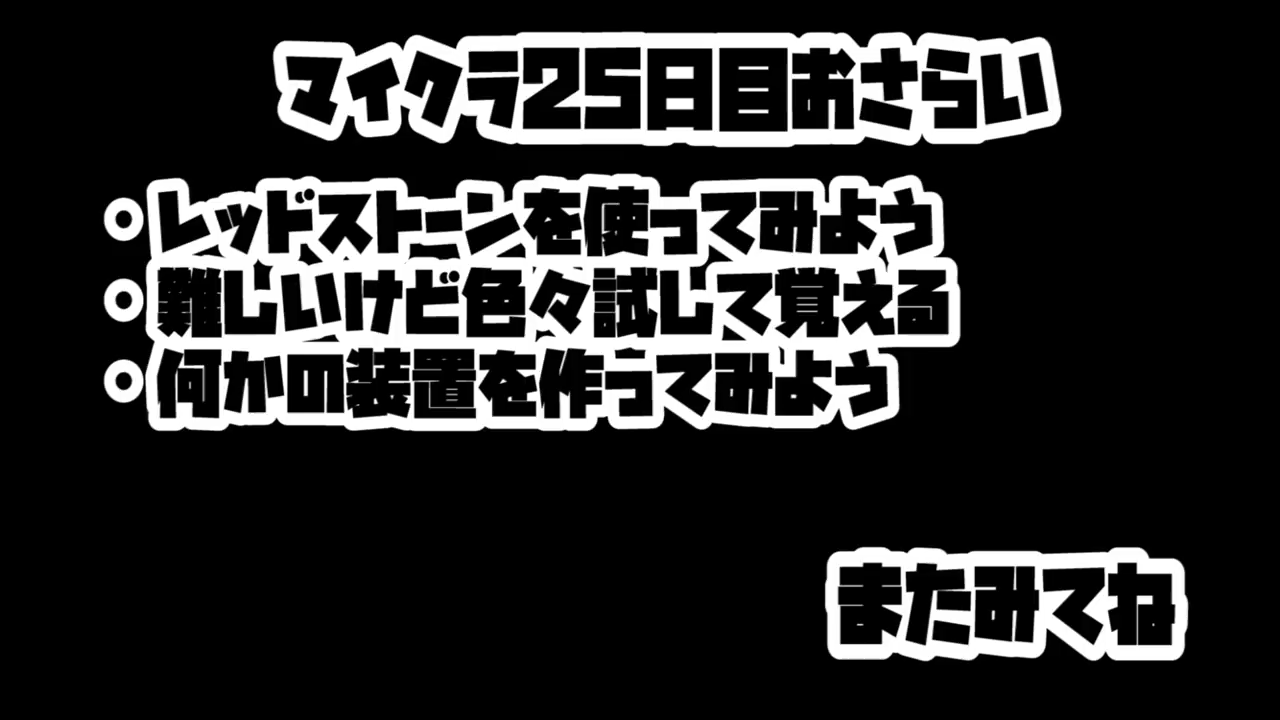 マイクラ25日目おさらい
・レッドストーンを使ってみよう
・難しいけど色々試して覚える
・何かの装置を作ってみよう
またみてね